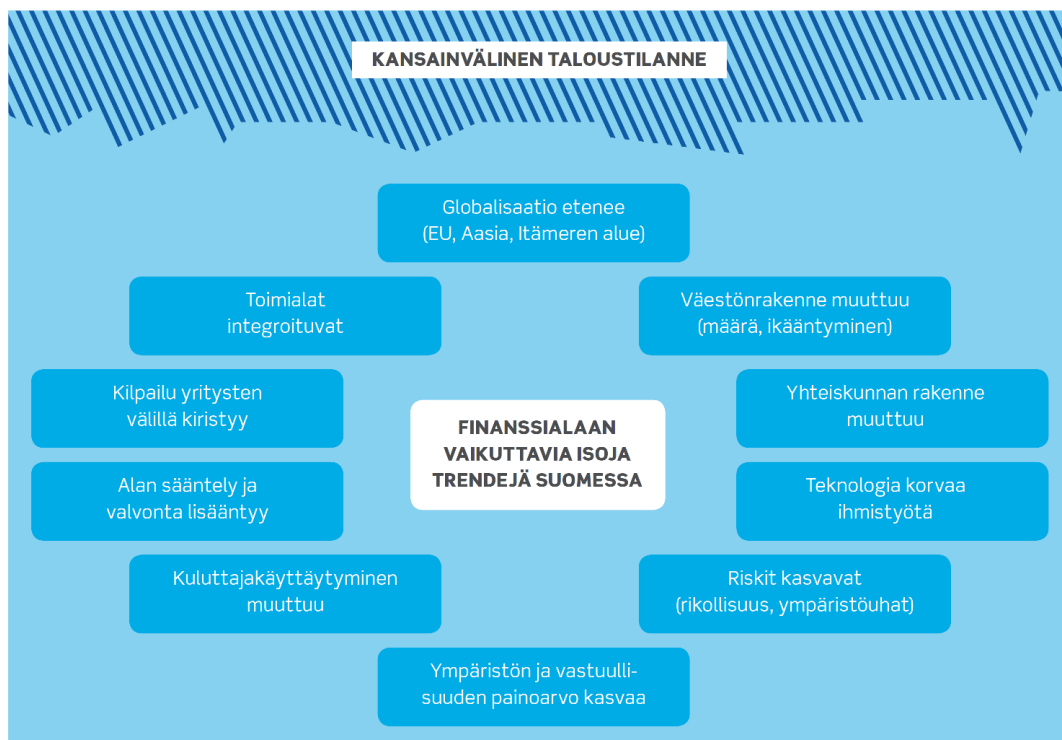 KANSAINVÄLINEN TALOUSTILANNE
Globalisaatio etenee
(EU, Aasia, Itämeren alue)
Toimialat
integroituvat
Väestönrakenne muuttuu
(määrä, ikääntyminen)
Kilpailu yritysten
välillä kiristyy
Yhteiskunnan rakenne
muuttuu
FINANSSIALAAN
VAIKUTTAVIA ISOJA
TRENDEJÄ SUOMESSA
Alan sääntely ja
valvonta lisääntyy
Teknologia korvaa
ihmistyötä
Kuluttajakäyttäytyminen
muuttuu
Riskit kasvavat
(rikollisuus, ympäristöuhat)
Ympäristön ja vastuulli-
suuden painoarvo kasvaa